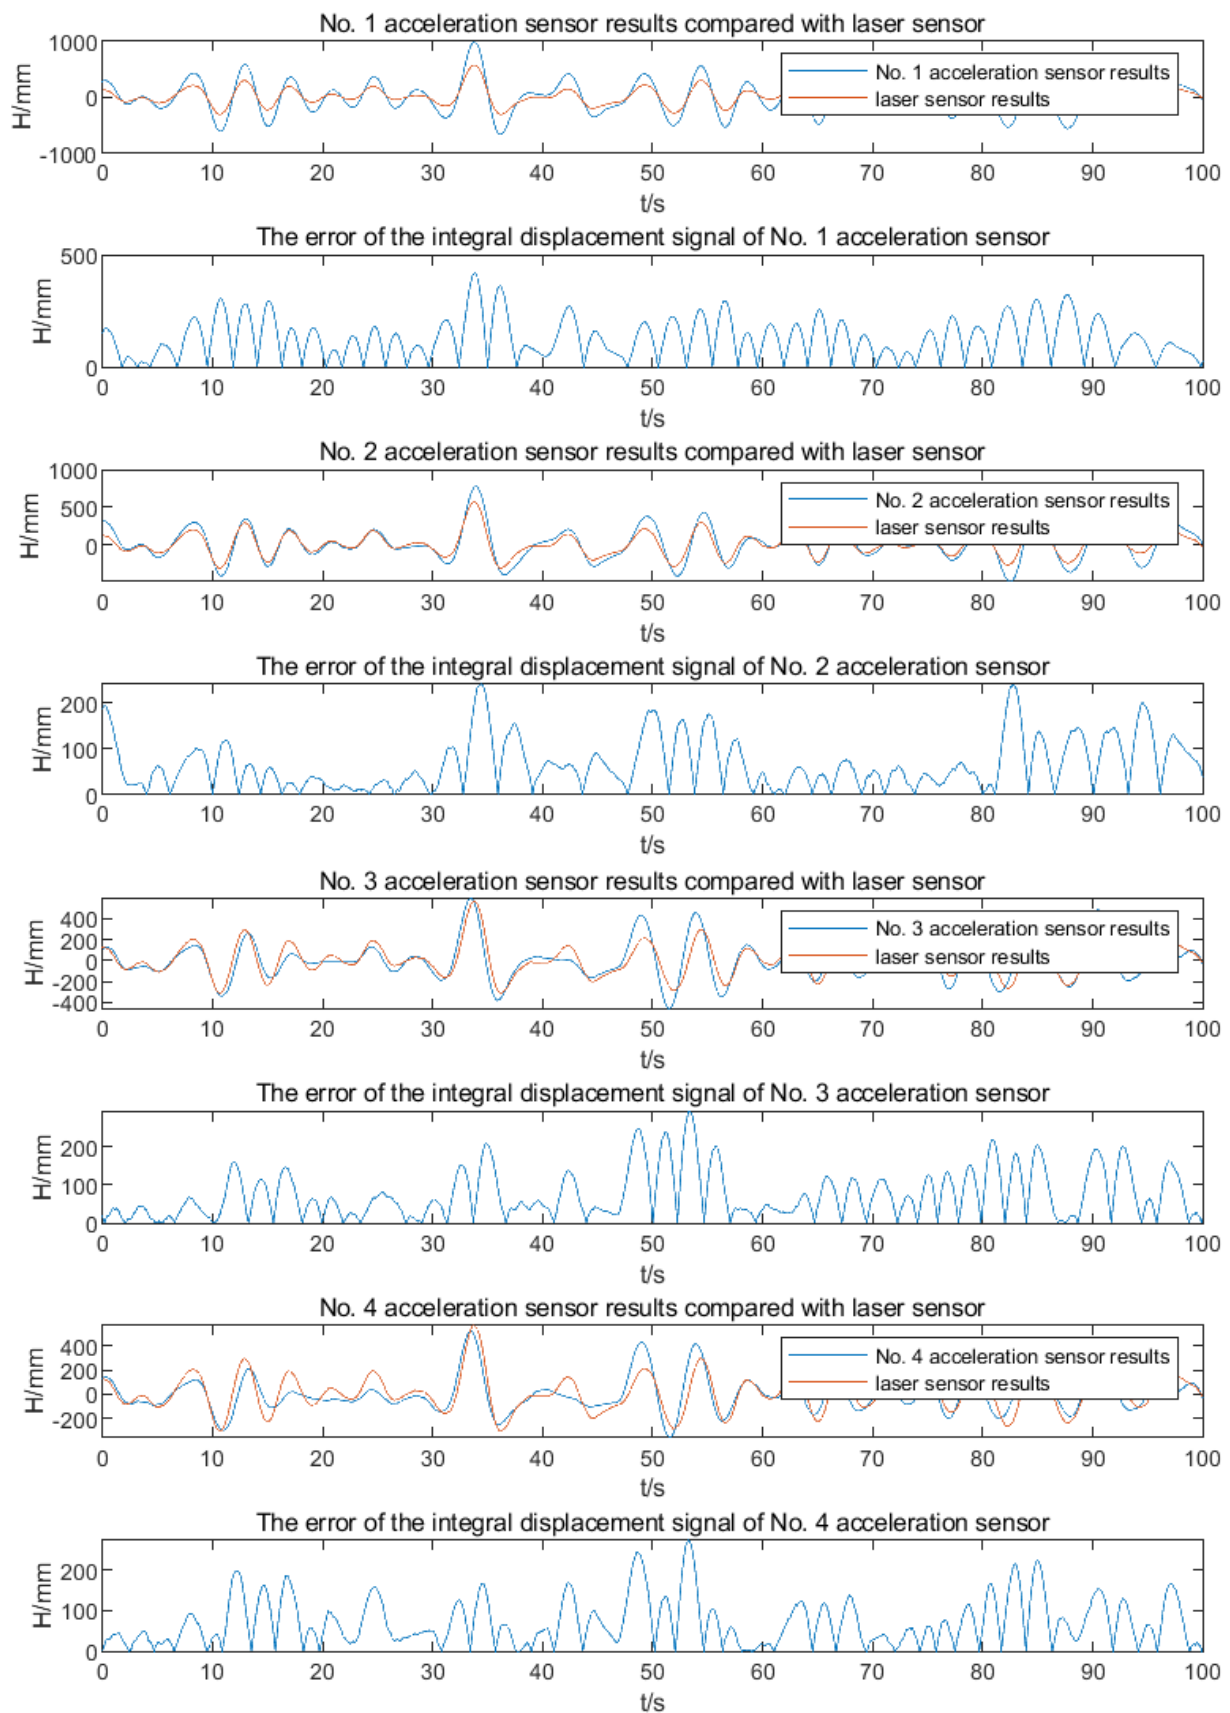 No. 1 acceleration sensor results compared with laser sensor
1000
0
-1000
H/mm
No. 1 acceleration sensor results
laser sensor results
0 10 20 30 40 50 60 70 80 90 100
t/s
The error of the integral displacement signal of No. 1 acceleration sensor
500
0
H/mm
0 10 20 30 40 50 60 70 80 90 100
t/s
No. 2 acceleration sensor results compared with laser sensor
1000
500
0
H/mm
No. 2 acceleration sensor results
laser sensor results
0 10 20 30 40 50 60 70 80 90 100
t/s
The error of the integral displacement signal of No. 2 acceleration sensor
200
100
0
H/mm
0 10 20 30 40 50 60 70 80 90 100
t/s
No. 3 acceleration sensor results compared with laser sensor
400
200
0
-200
-400
H/mm
No. 3 acceleration sensor results
laser sensor results
0 10 20 30 40 50 60 70 80 90 100
t/s
The error of the integral displacement signal of No. 3 acceleration sensor
200
100
0
H/mm
0 10 20 30 40 50 60 70 80 90 100
t/s
No. 4 acceleration sensor results compared with laser sensor
400
200
0
-200
H/mm
No. 4 acceleration sensor results
laser sensor results
0 10 20 30 40 50 60 70 80 90 100
t/s
The error of the integral displacement signal of No. 4 acceleration sensor
200
100
0
H/mm
0 10 20 30 40 50 60 70 80 90 100
t/s